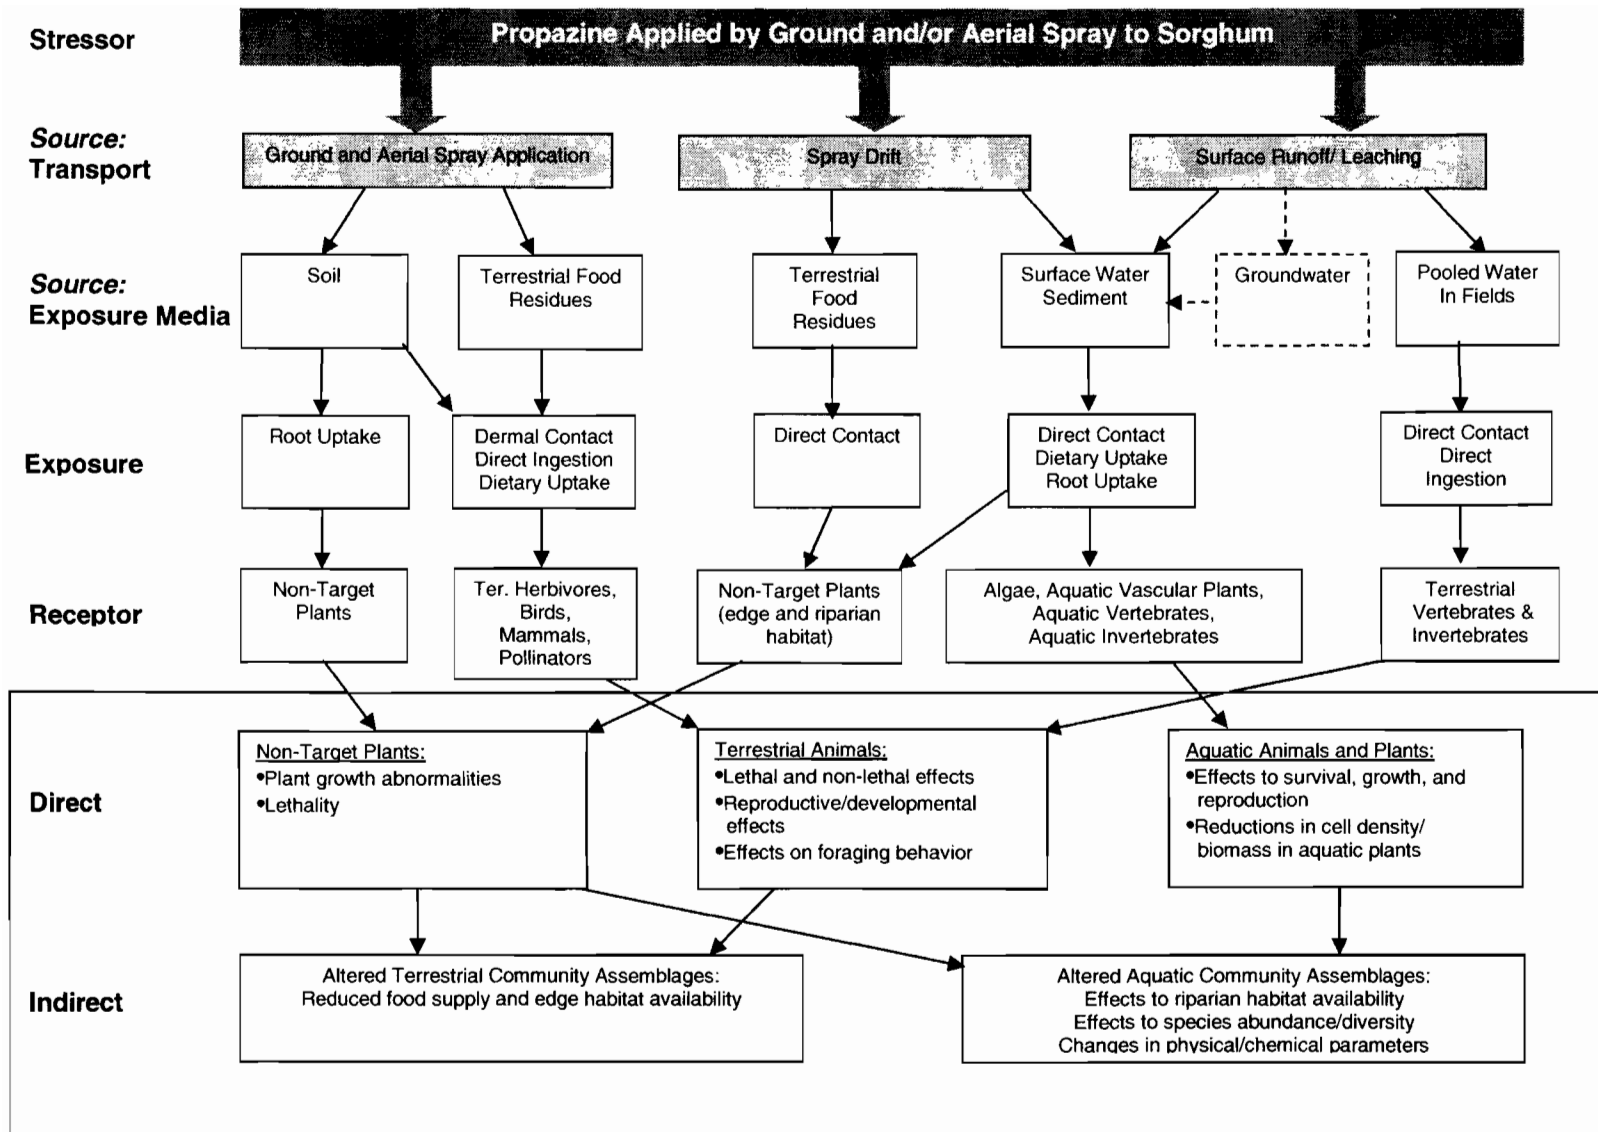 Stressor
Propazine Applied by Ground and/or Aerial Spray to Sorghum
Source:
Transport
Ground and Aerial Spray Application
Spray Drift
Surface Runoff/ Leaching
Source:
Exposure Media
Soil
Terrestrial Food
Residues
Terrestrial
Food
Residues
Surface Water
Sediment
Groundwater
Pooled Water
In Fields
Exposure
Root Uptake
Dermal Contact
Direct Ingestion
Dietary Uptake
Direct Contact
Direct Contact
Dietary Uptake
Root Uptake
Direct Contact
Direct
Ingestion
Receptor
Non-Target
Plants
Ter. Herbivores,
Birds,
Mammals,
Pollinators
Non-Target Plants
(edge and riparian
habitat)
Algae, Aquatic Vascular Plants,
Aquatic Vertebrates,
Aquatic Invertebrates
Terrestrial
Vertebrates &
Invertebrates
Direct
Non-Target Plants:
•Plant growth abnormalities
•Lethality
Terrestrial Animals:
•Lethal and non-lethal effects
•Reproductive/developmental
effects
•Effects on foraging behavior
Aquatic Animals and Plants:
•Effects to survival, growth, and
reproduction
•Reductions in cell density/
biomass in aquatic plants
Indirect
Altered Terrestrial Community Assemblages:
Reduced food supply and edge habitat availability
Altered Aquatic Community Assemblages:
Effects to riparian habitat availability
Effects to species abundance/diversity
Changes in physical/chemical parameters